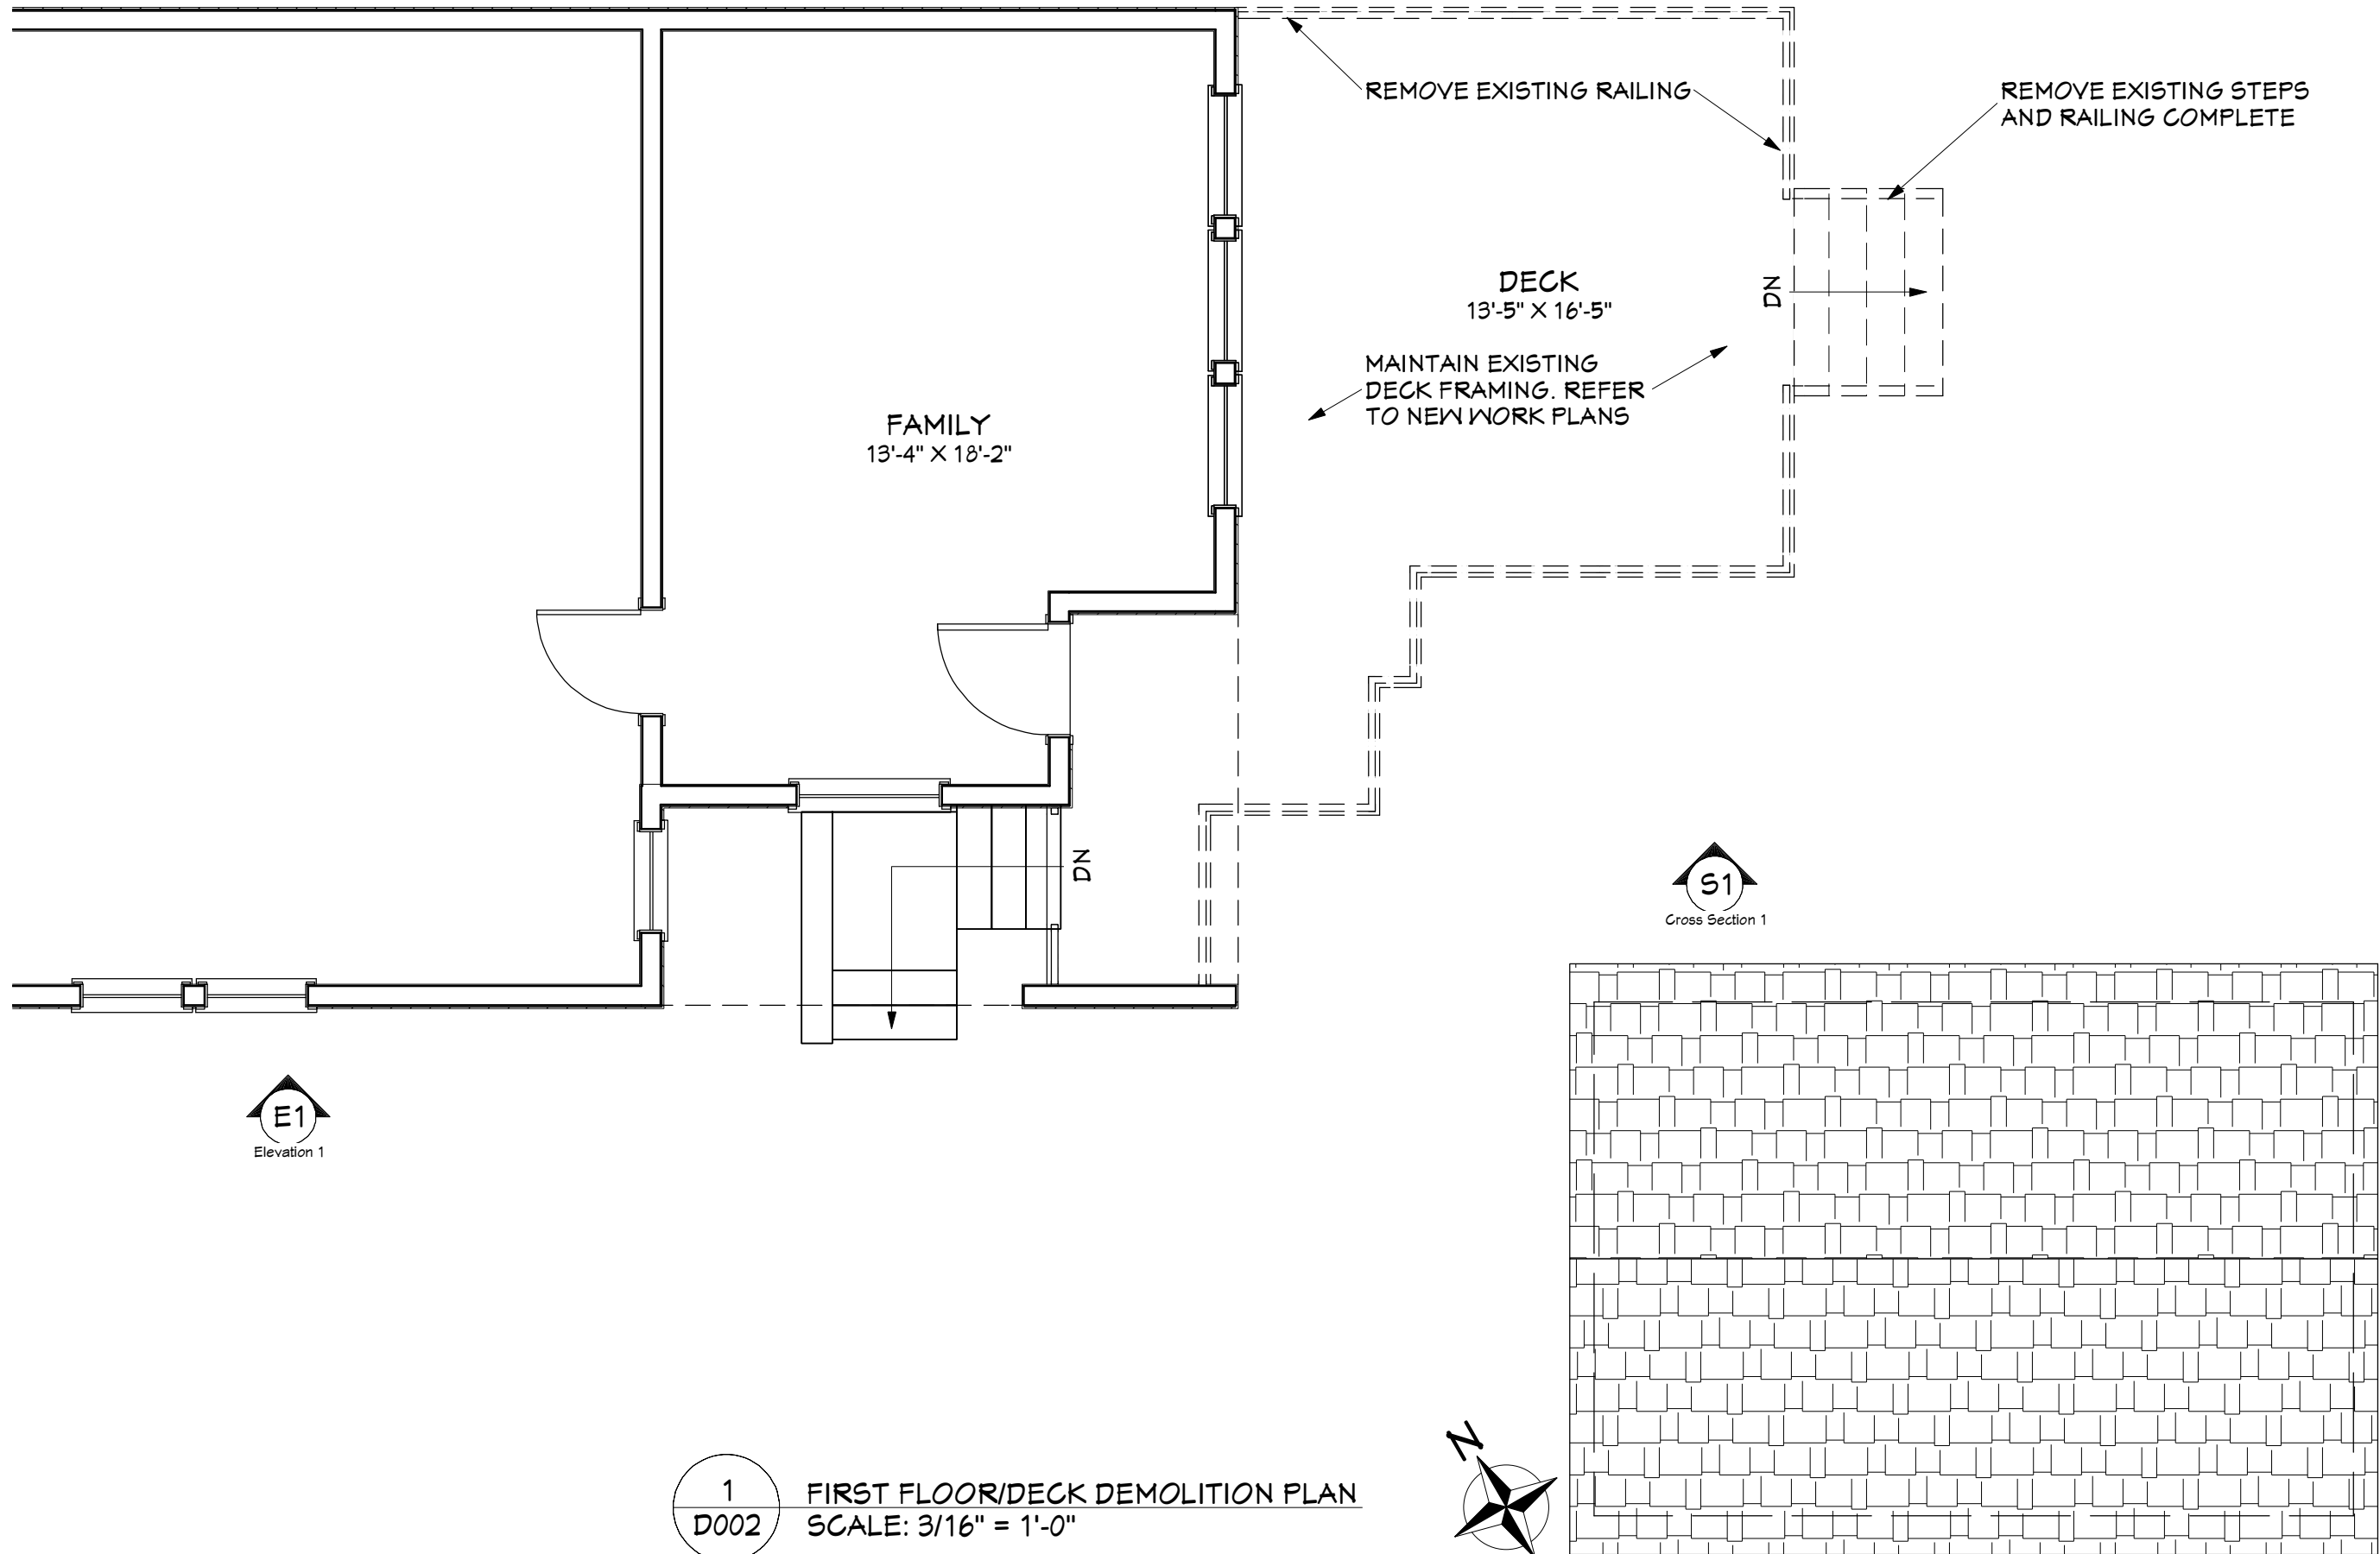 REMOVE EXISTING RAILING
REMOVE EXISTING STEPS
AND RAILING COMPLETE
DECK
13'-5" X 16'-5"
DN
MAINTAIN EXISTING
DECK FRAMING. REFER
TO NEW WORK PLANS
FAMILY
13'-4" X 18'-2"
DN
S1
Cross Section 1
E1
Elevation 1
N
1
D002
FIRST FLOOR/DECK DEMOLITION PLAN
SCALE: 3/16" = 1'-0"